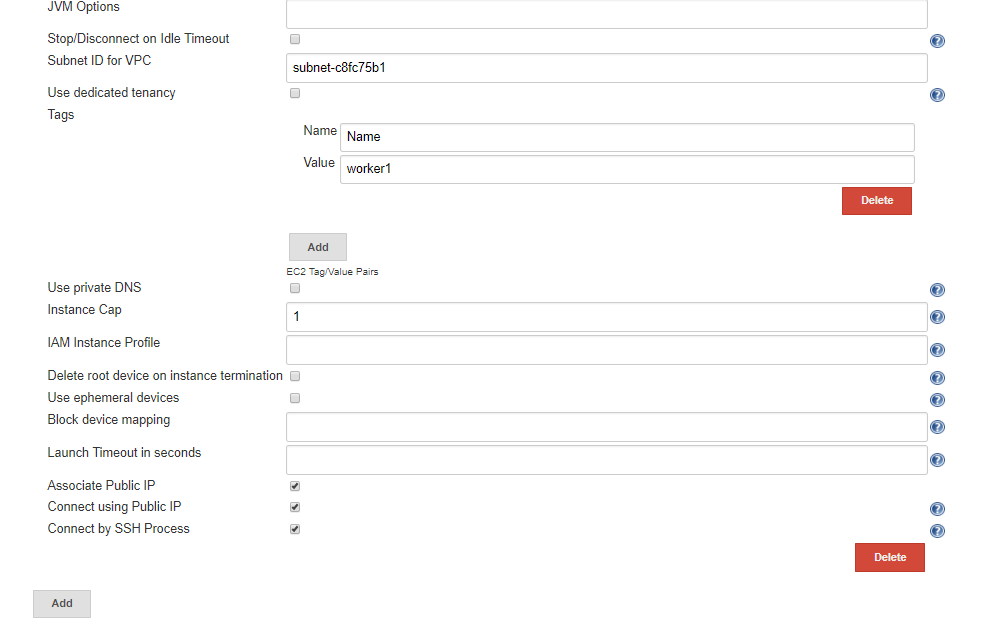 JVM Options
Stop/Disconnect on Idle Timeout
Subnet ID for VPC
subnet-c8fc75b1
Use dedicated tenancy
Tags
Name
Name
Value
worker1
Delete
Add
EC2 Tag/Value Pairs
Use private DNS
Instance Cap
1
IAM Instance Profile
Delete root device on instance termination
Use ephemeral devices
Block device mapping
Launch Timeout in seconds
Associate Public IP
Connect using Public IP
Connect by SSH Process
Delete
Add